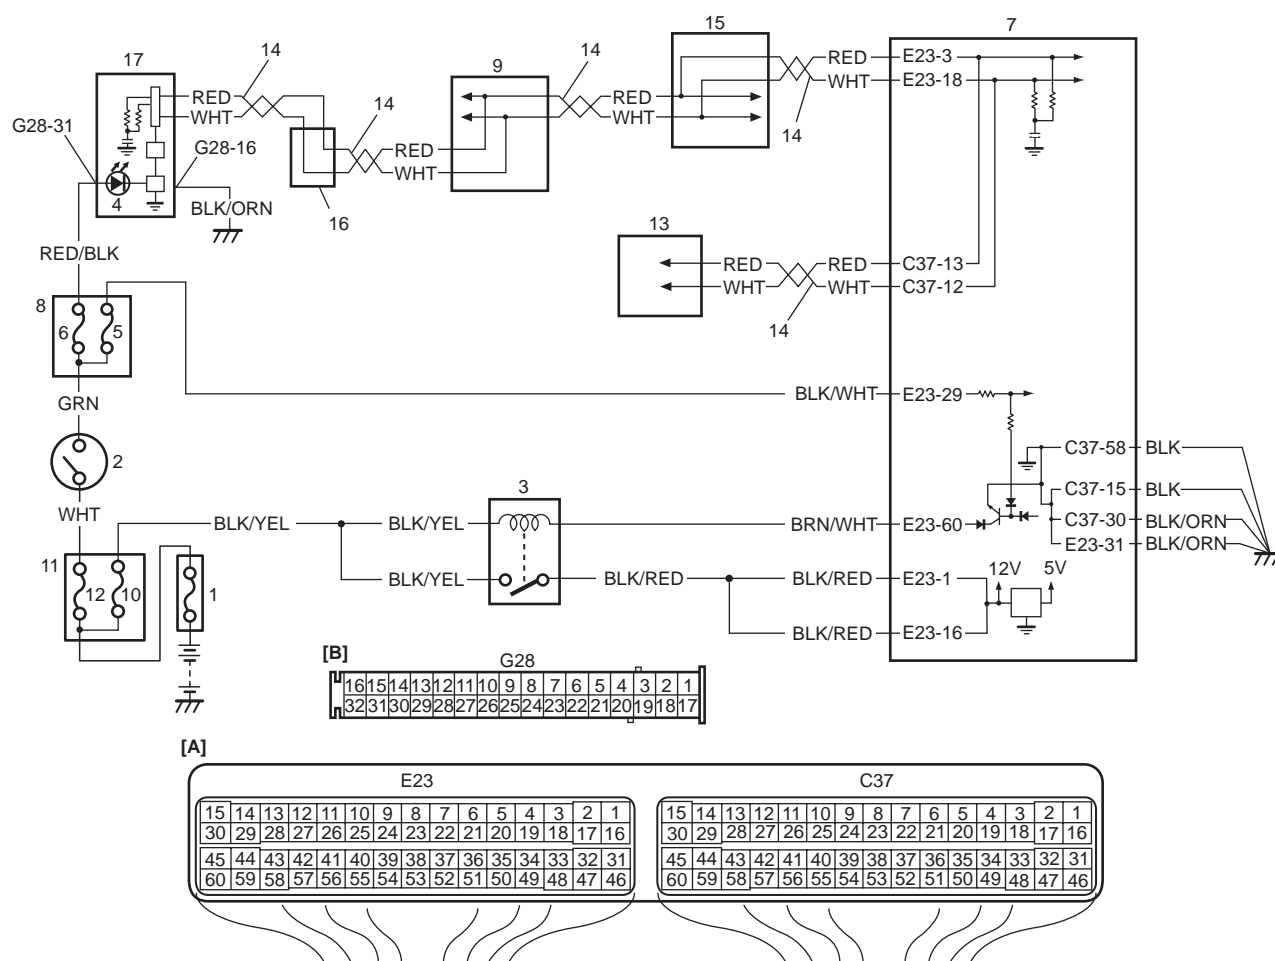 7
15
14
14
9
17
RED
E23-3
WHT
E23-18
RED
WHT
14
RED
WHT
14
G28-31
G28-16
RED
WHT
4
BLK/ORN
16
13
RED/BLK
RED
RED
C37-13
WHT
WHT
C37-12
14
8
6
5
GRN
BLK/WHT
E23-29
2
C37-58
BLK
3
C37-15
BLK
WHT
BLK/YEL
BLK/YEL
BRN/WHT
E23-60
C37-30
BLK/ORN
E23-31
BLK/ORN
11
12
10
1
BLK/YEL
BLK/RED
BLK/RED
E23-1
12V
5V
BLK/RED
E23-16
[B]
G28
16 15 14 13 12 11 10 9 8 7 6 5 4 3 2 1
32 31 30 29 28 27 26 25 24 23 22 21 20 19 18 17
[A]
E23
C37
15 14 13 12 11 10 9 8 7 6 5 4 3 2 1
30 29 28 27 26 25 24 23 22 21 20 19 18 17 16
45 44 43 42 41 40 39 38 37 36 35 34 33 32 31
60 59 58 57 56 55 54 53 52 51 50 49 48 47 46
15 14 13 12 11 10 9 8 7 6 5 4 3 2 1
30 29 28 27 26 25 24 23 22 21 20 19 18 17 16
45 44 43 42 41 40 39 38 37 36 35 34 33 32 31
60 59 58 57 56 55 54 53 52 51 50 49 48 47 46